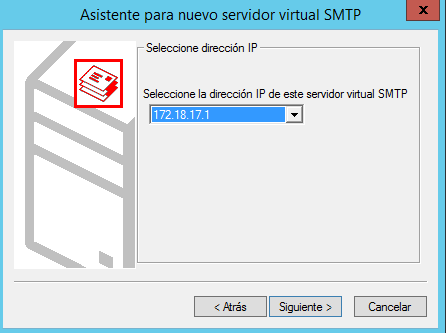 Asistente para nuevo servidor virtual SMTP
x
Seleccione dirección IP
Seleccione la dirección IP de este servidor virtual SMTP
172.18.17.1
< Atrás
Siguiente >
Cancelar